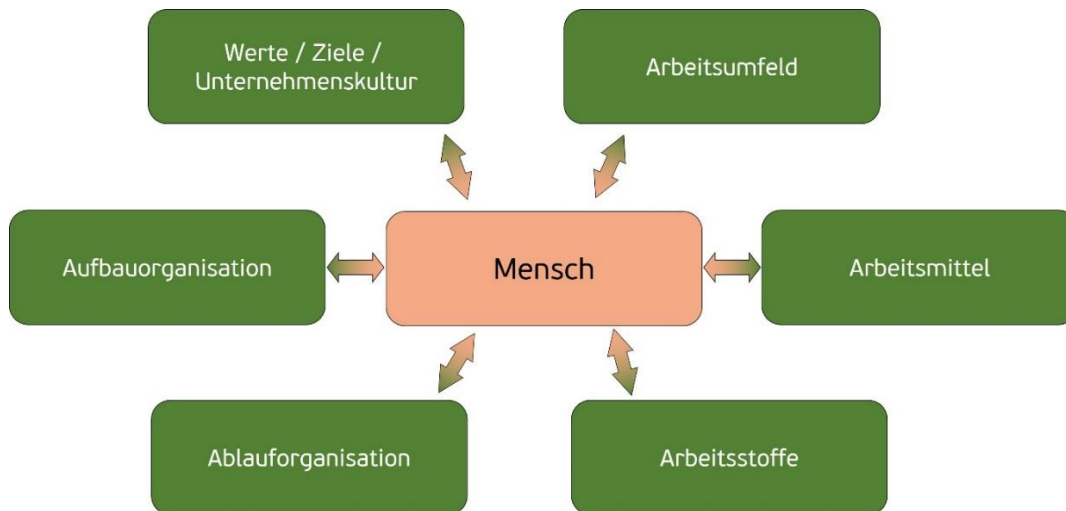 Werte / Ziele /
Unternehmenskultur
Arbeitsumfeld
Aufbauorganisation
Mensch
Arbeitsmittel
Ablauforganisation
Arbeitsstoffe